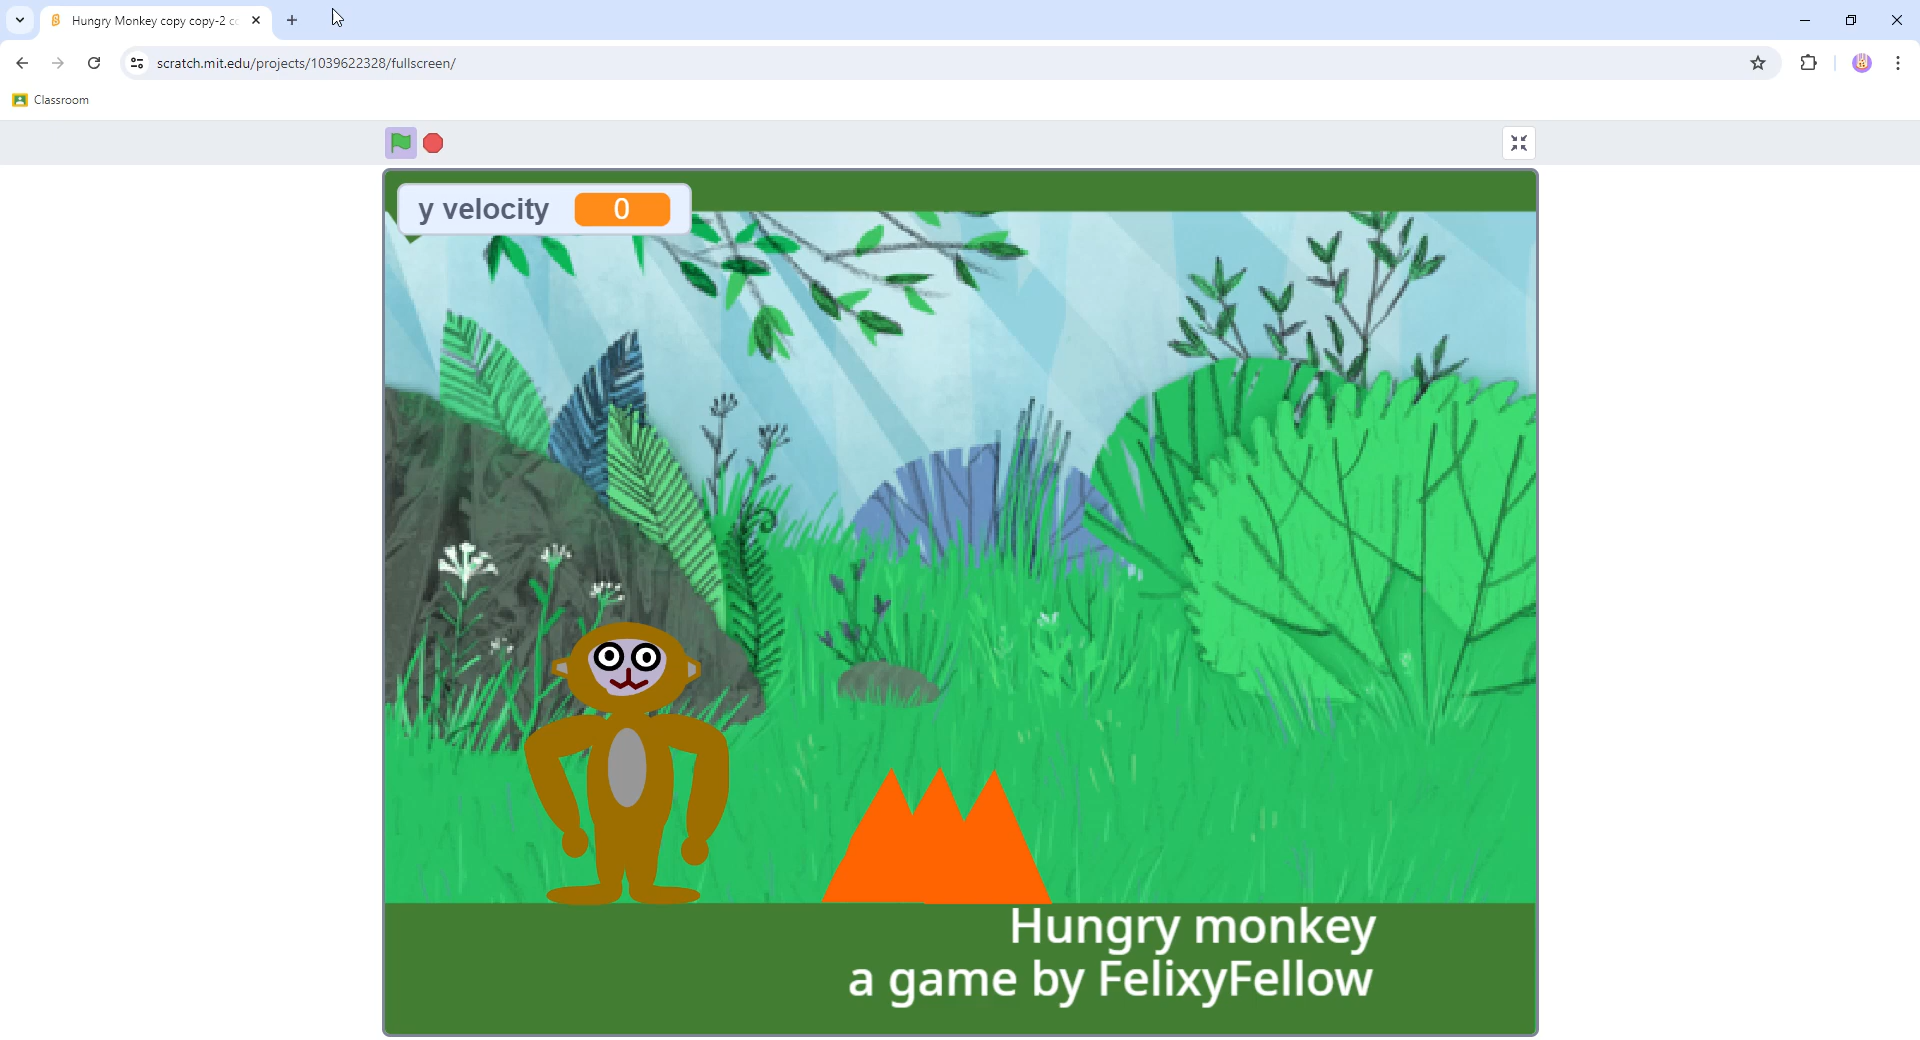 Hungry Monkey copy copy-2
scratch.mit.edu/projects/1039622328/fullscreen/
Classroom
y velocity 0
Hungry monkey
a game by FelixyFellow